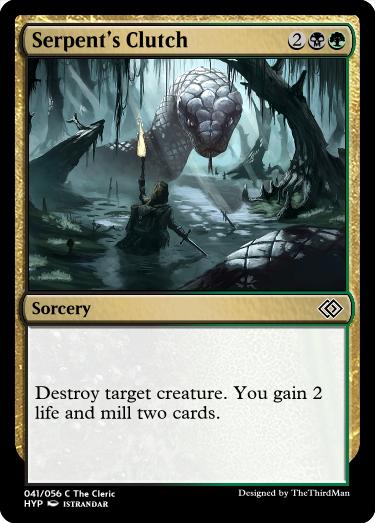 Serpent's Clutch 2
Sorcery
Destroy target creature. You gain 2
life and mill two cards.
041/056 C The Cleric
HYP ISTRANDAR
Designed by TheThirdMan